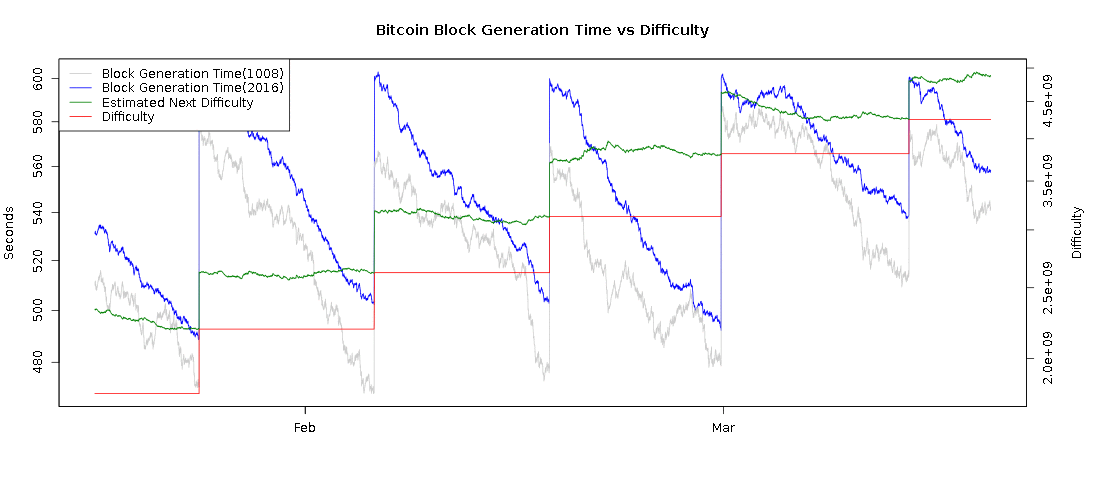 Bitcoin Block Generation Time vs Difficulty
Block Generation Time(1008)
Block Generation Time(2016)
Estimated Next Difficulty
Difficulty
Seconds
600
580
560
540
520
500
480
4.5e+09
3.5e+09
2.5e+09
2.0e+09
Difficulty
Feb
Mar